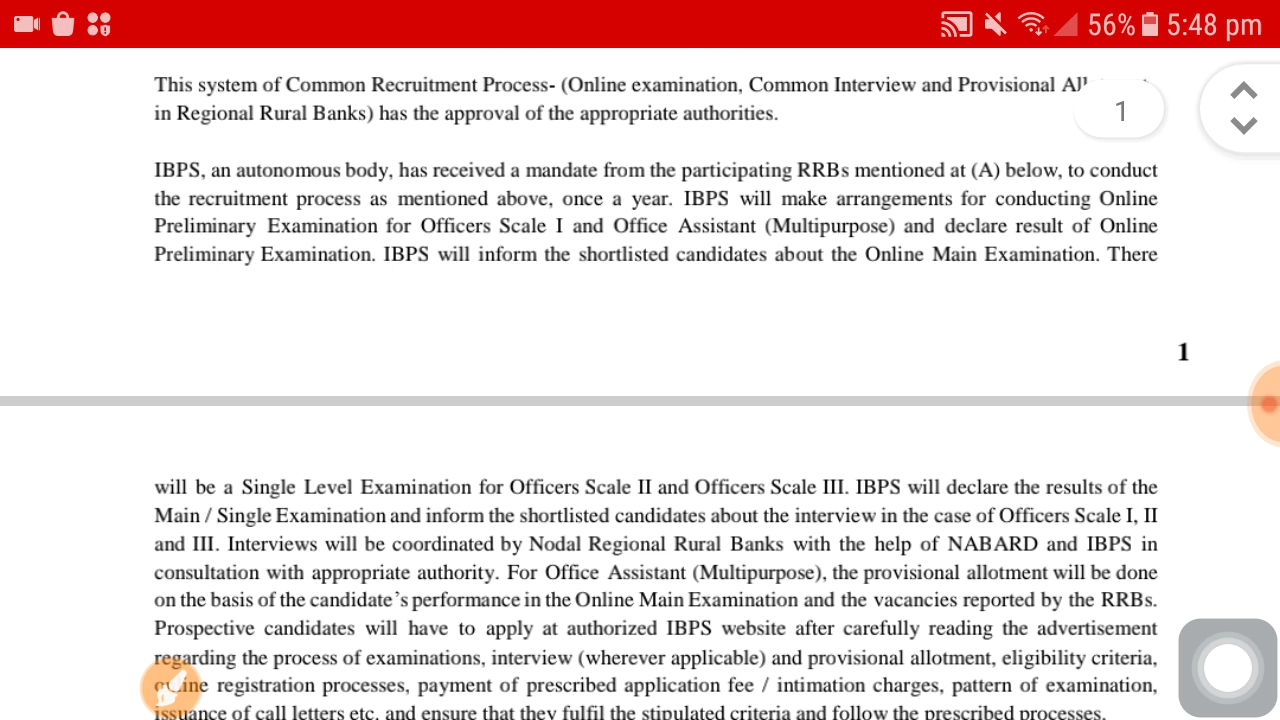 56% 5:48 pm
This system of Common Recruitment Process- (Online examination, Common Interview and Provisional
1
in Regional Rural Banks) has the approval of the appropriate authorities.
IBPS, an autonomous body, has received a mandate from the participating RRBs mentioned at (A) below, to conduct
the recruitment process as mentioned above, once a year. IBPS will make arrangements for conducting Online
Preliminary Examination for Officers Scale I and Office Assistant (Multipurpose) and declare result of Online
Preliminary Examination. IBPS will inform the shortlisted candidates about the Online Main Examination. There
1
will be a Single Level Examination for Officers Scale II and Officers Scale III. IBPS will declare the results of the
Main / Single Examination and inform the shortlisted candidates about the interview in the case of Officers Scale I, II
and III. Interviews will be coordinated by Nodal Regional Rural Banks with the help of NABARD and IBPS in
consultation with appropriate authority. For Office Assistant (Multipurpose), the provisional allotment will be done
on the basis of the candidate's performance in the Online Main Examination and the vacancies reported by the RRBs.
Prospective candidates will have to apply at authorized IBPS website after carefully reading the advertisement
regarding the process of examinations, interview (wherever applicable) and provisional allotment, eligibility criteria,
registration processes, payment of prescribed application fee / intimation charges, pattern of examination,
issuance of call letters etc. and ensure that they fulfil the stipulated criteria and follow the prescribed processes.